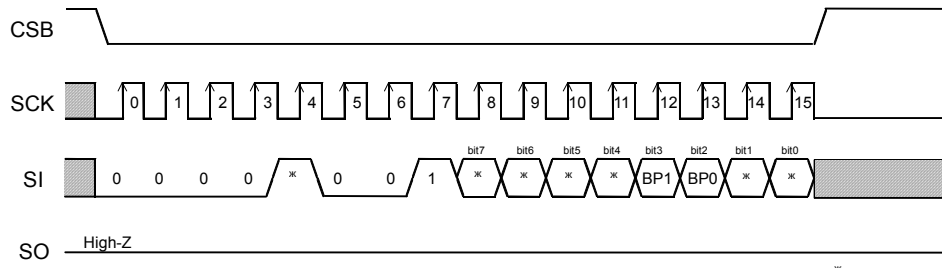 CSB
SCK 0 1 2 3 4 5 6 7 8 9 10 11 12 13 14 15
bit7 bit6 bit5 bit4 bit3 bit2 bit1 bit0
SI 0 0 0 0 ж 0 0 1 ж ж ж ж BP1 BP0 ж ж
SO High-Z
ж